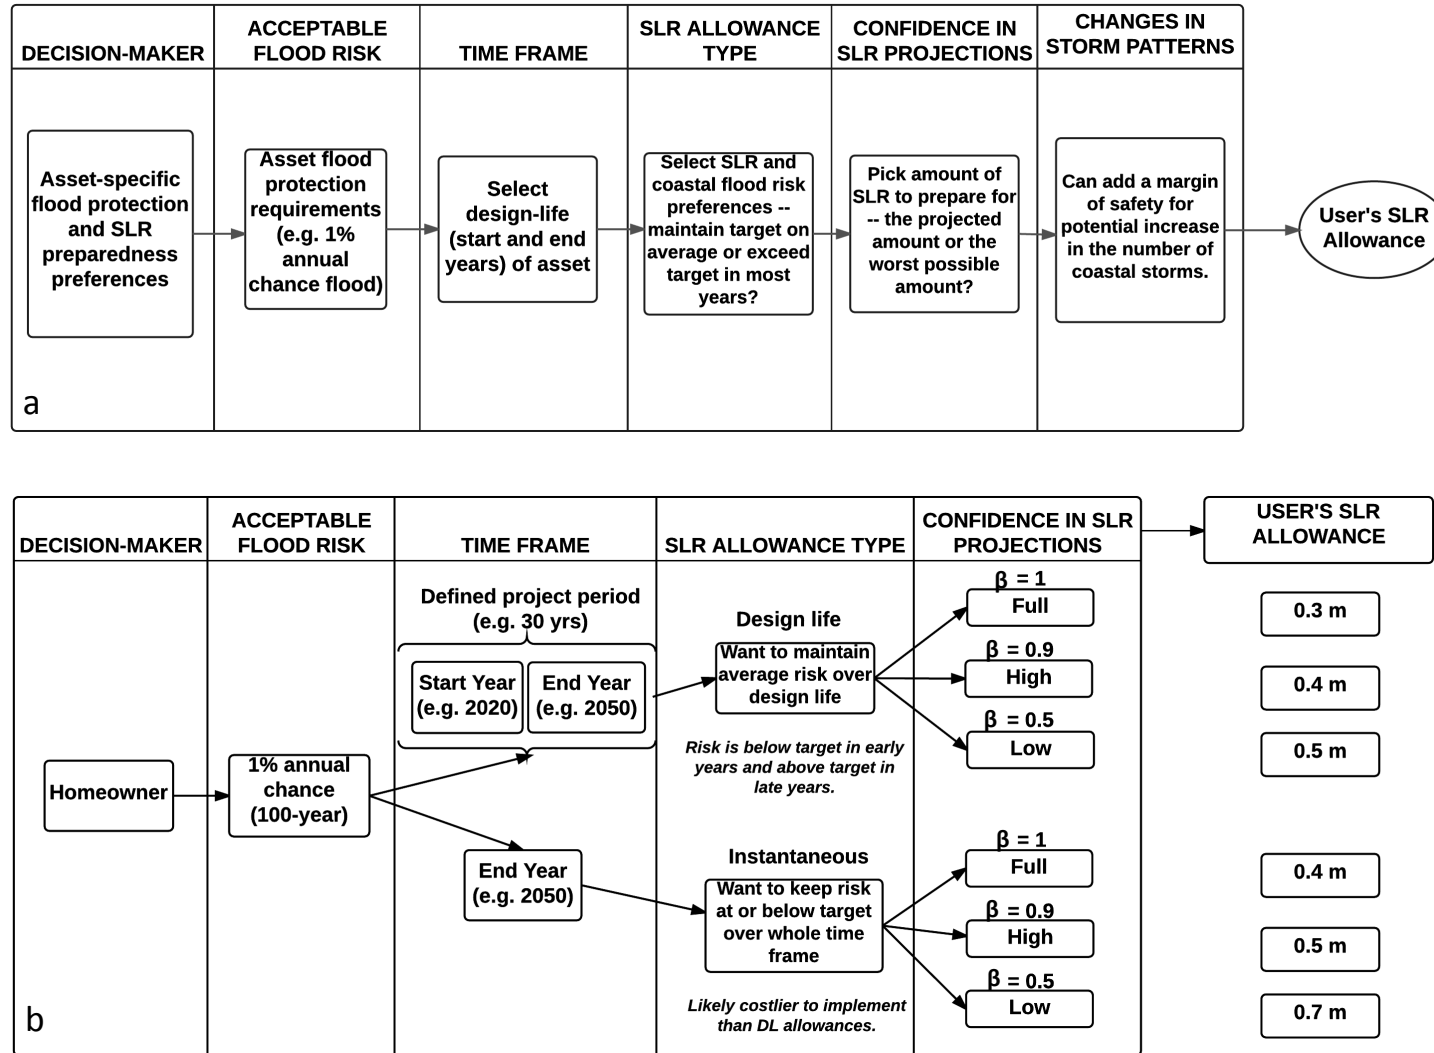 DECISION-MAKER
ACCEPTABLE
FLOOD RISK
TIME FRAME
SLR ALLOWANCE
TYPE
CONFIDENCE IN
SLR PROJECTIONS
CHANGES IN
STORM PATTERNS
Asset-specific
flood protection
and SLR
preparedness
preferences
Asset flood
protection
requirements
(e.g. 1%
annual
chance flood)
Select
design-life
(start and end
years) of asset
Select SLR and
coastal flood risk
preferences --
maintain target on
average or exceed
target in most
years?
Pick amount of
SLR to prepare for
-- the projected
amount or the
worst possible
amount?
Can add a margin
of safety for
potential increase
in the number of
coastal storms.
User's SLR
Allowance
a
DECISION-MAKER
ACCEPTABLE
FLOOD RISK
TIME FRAME
SLR ALLOWANCE TYPE
CONFIDENCE IN SLR
PROJECTIONS
USER'S SLR
ALLOWANCE
Homeowner
1% annual
chance
(100-year)
Defined project period
(e.g. 30 yrs)
Start Year
(e.g. 2020)
End Year
(e.g. 2050)
End Year
(e.g. 2050)
Design life
Want to maintain
average risk over
design life
Risk is below target in early
years and above target in
late years.
Instantaneous
Want to keep risk
at or below target
over whole time
frame
Likely costlier to implement
than DL allowances.
β = 1
Full
β = 0.9
High
β = 0.5
Low
β = 1
Full
β = 0.9
High
β = 0.5
Low
0.3 m
0.4 m
0.5 m
0.4 m
0.5 m
0.7 m
b